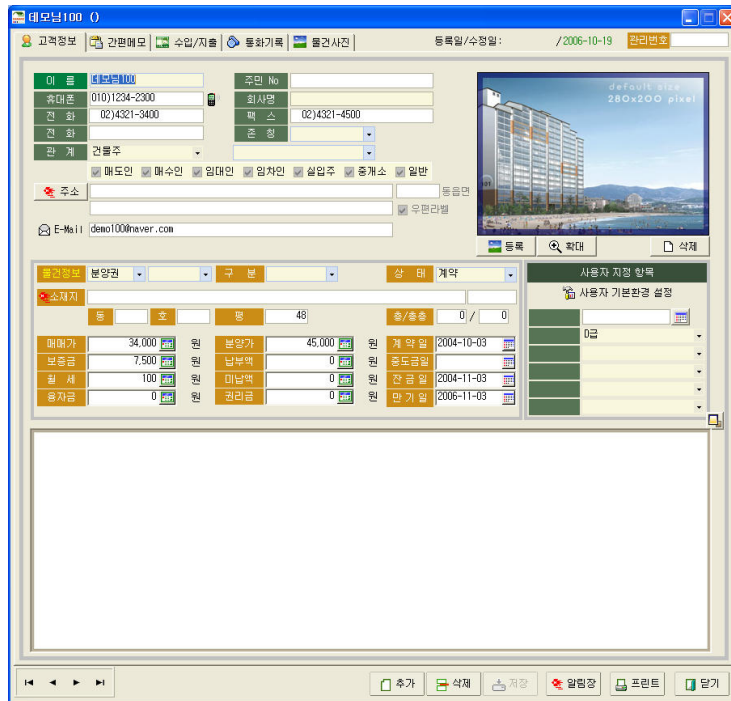 데모님100 ()
고객정보 간편메모 수입/지출 통화기록 물건사진 등록일/수정일: /2006-10-19 관리번호
이 름 데모님100 주민 No
휴대폰 010)1234-2300 회사명
전 화 02)4321-3400 팩 스 02)4321-4500
전 화 존 칭
관 계 건물주
매도인 매수인 임대인 임차인 실입주 중개소 일반
주소 동읍면
우편라벨
E-Mail demo100@naver.com
default size
280x200 pixel
등록 확대 삭제
물건정보 분양권 구 분 상 태 계약
소재지
동 호 평 48 층/총층 0 / 0
매매가 34,000 원 분양가 45,000 원 계 약 일 2004-10-03
보증금 7,500 원 납부액 0 원 중도금일
월 세 100 원 미납액 0 원 잔 금 일 2004-11-03
융자금 0 원 권리금 0 원 만 기 일 2006-11-03
사용자 지정 항목
사용자 기본환경 설정
D급
추가 삭제 저장 알림장 프린트 닫기